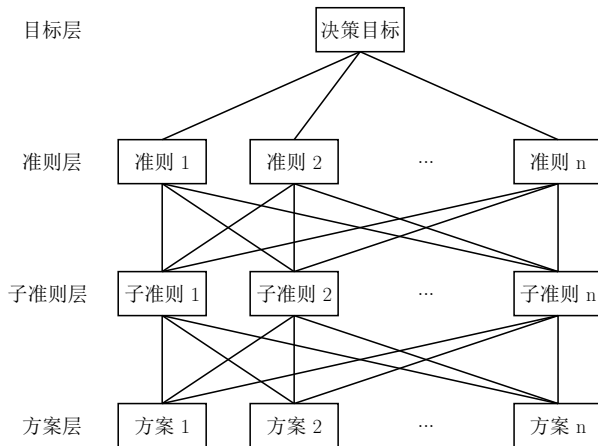 目标层 决策目标
准则层 准则 1 准则 2 ... 准则 n
子准则层 子准则 1 子准则 2 ... 子准则 n
方案层 方案 1 方案 2 ... 方案 n